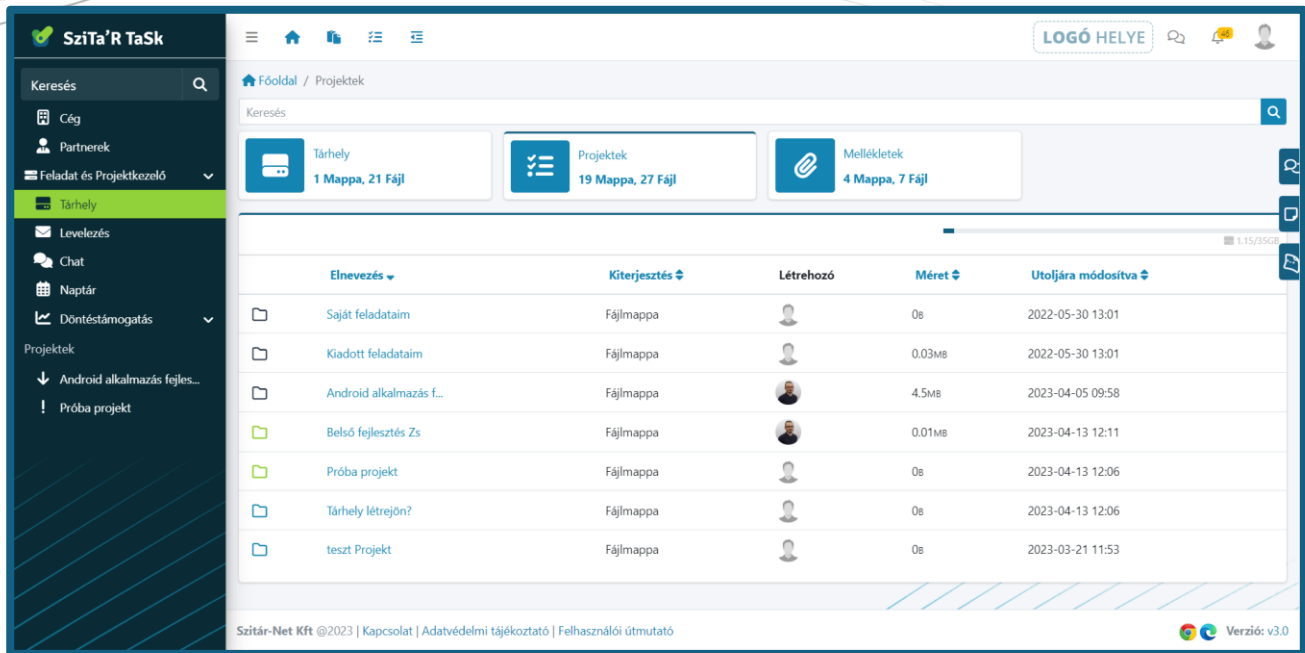 SziTa'R TaSk
LOGÓ HELYE
46
Keresés
Cég
Partnerek
Feladat és Projektkezelő
Tárhely
Levelezés
Chat
Naptár
Döntéstámogatás
Projektek
Android alkalmazás fejles...
Próba projekt
Főoldal / Projektek
Keresés
Tárhely
1 Mappa, 21 Fájl
Projektek
19 Mappa, 27 Fájl
Mellékletek
4 Mappa, 7 Fájl
1.15/35GB
Elnevezés Kiterjesztés Létrehozó Méret Utoljára módosítva
Saját feladataim Fájlmappa 0B 2022-05-30 13:01
Kiadott feladataim Fájlmappa 0.03MB 2022-05-30 13:01
Android alkalmazás f... Fájlmappa 4.5MB 2023-04-05 09:58
Belső fejlesztés Zs Fájlmappa 0.01MB 2023-04-13 12:11
Próba projekt Fájlmappa 0B 2023-04-13 12:06
Tárhely létrejön? Fájlmappa 0B 2023-04-13 12:06
teszt Projekt Fájlmappa 0B 2023-03-21 11:53
Szitár-Net Kft @2023 | Kapcsolat | Adatvédelmi tájékoztató | Felhasználói útmutató
Verzió: v3.0